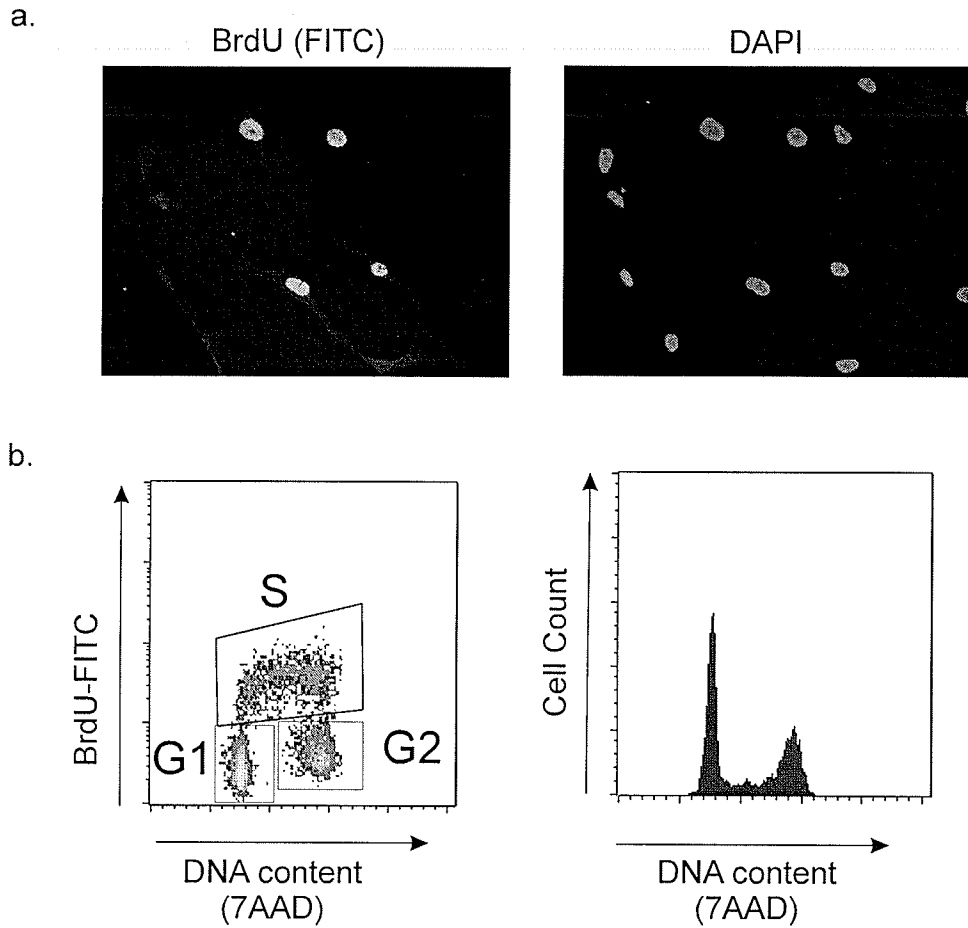 a.
BrdU (FITC)
DAPI
b.
BrdU-FITC
S
G1
G2
DNA content
(7AAD)
Cell Count
DNA content
(7AAD)